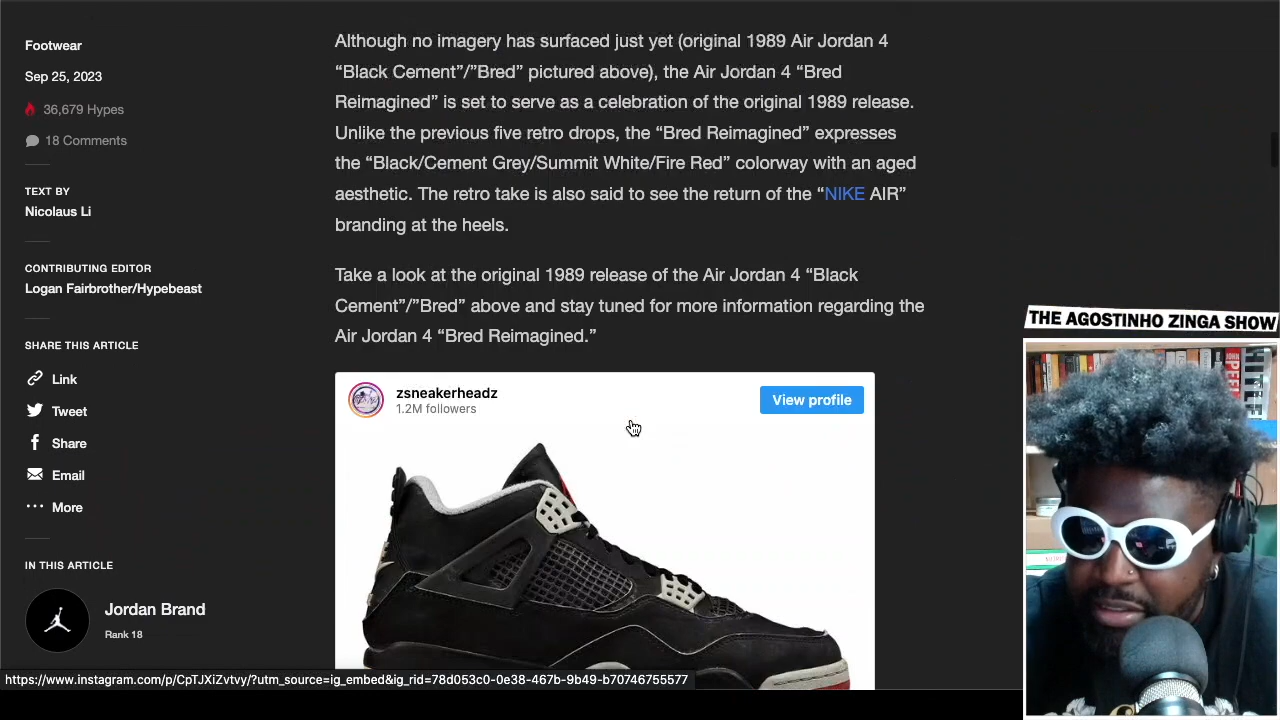 Footwear
Sep 25, 2023
36,679 Hypes
18 Comments
TEXT BY
Nicolaus Li
CONTRIBUTING EDITOR
Logan Fairbrother/Hypebeast
SHARE THIS ARTICLE
Link
Tweet
Share
Email
More
IN THIS ARTICLE
Jordan Brand
Rank 18
Although no imagery has surfaced just yet (original 1989 Air Jordan 4
“Black Cement”/”Bred” pictured above), the Air Jordan 4 “Bred
Reimagined” is set to serve as a celebration of the original 1989 release.
Unlike the previous five retro drops, the “Bred Reimagined” expresses
the “Black/Cement Grey/Summit White/Fire Red” colorway with an aged
aesthetic. The retro take is also said to see the return of the “NIKE AIR”
branding at the heels.
Take a look at the original 1989 release of the Air Jordan 4 “Black
Cement”/”Bred” above and stay tuned for more information regarding the
Air Jordan 4 “Bred Reimagined.”
zsneakerheadz
1.2M followers
View profile
https://www.instagram.com/p/CpTJXiZvtvy/?utm_source=ig_embed&ig_rid=78d053c0-0e38-467b-9b49-b70746755577
THE AGOSTINHO ZINGA SHOW